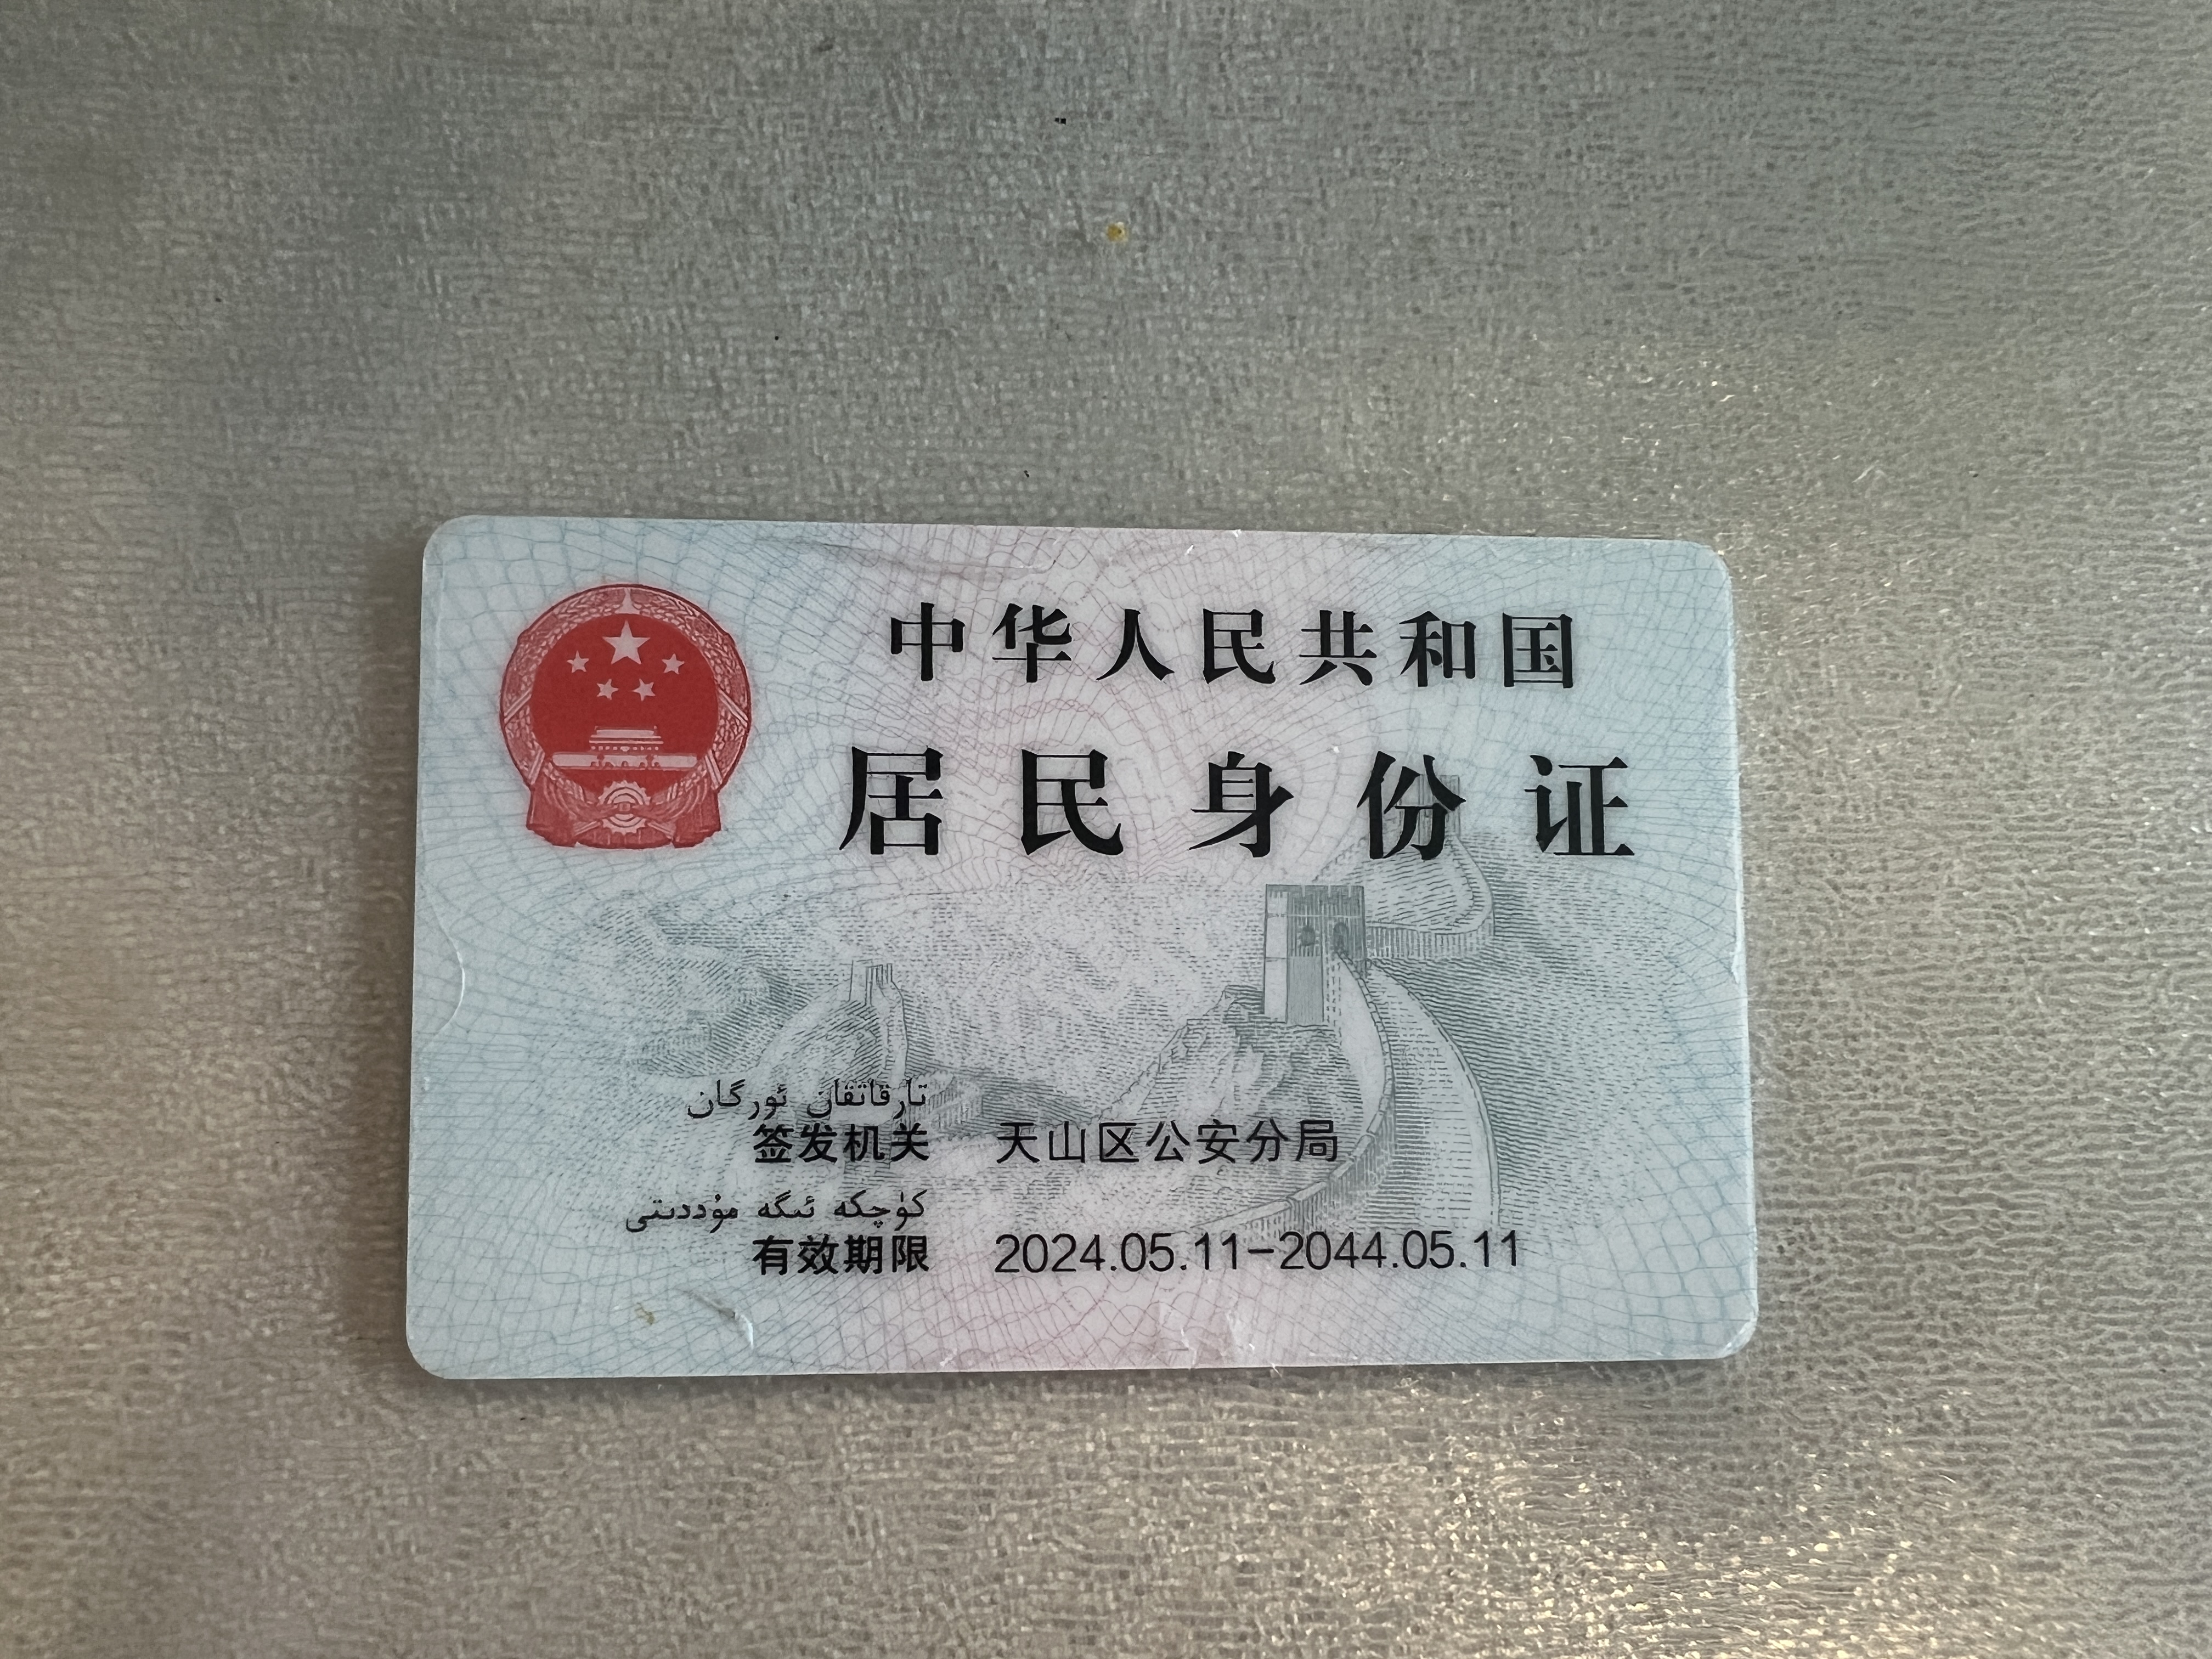 中华人民共和国
居民身份证
تارقاتقان ئورگان
签发机关 天山区公安分局
كۈچكە ئىگە مۇددىتى
有效期限 2024.05.11-2044.05.11